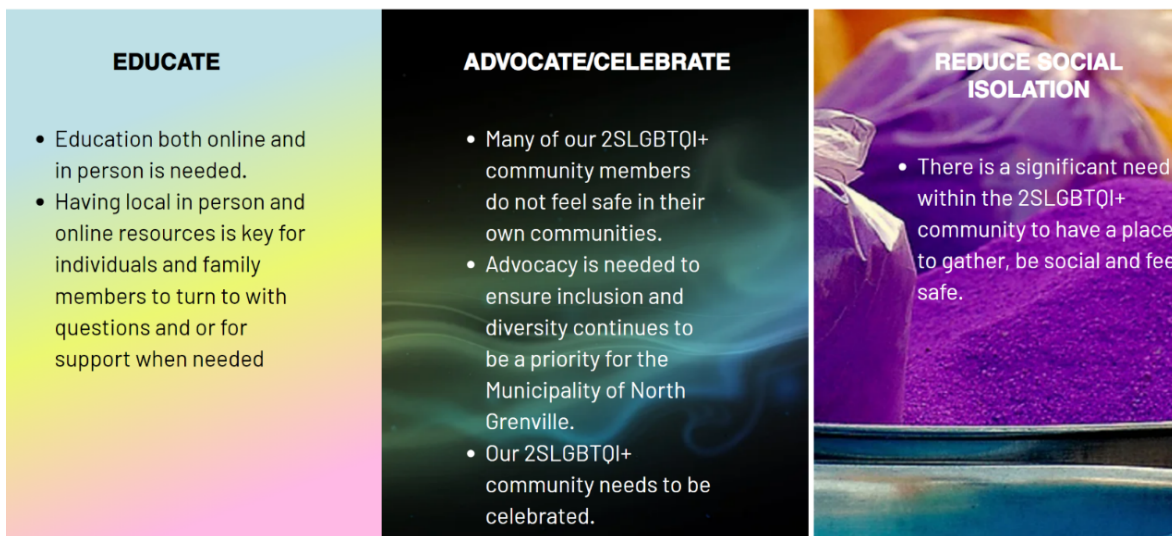 EDUCATE
• Education both online and
in person is needed.
• Having local in person and
online resources is key for
individuals and family
members to turn to with
questions and or for
support when needed
ADVOCATE/CELEBRATE
• Many of our 2SLGBTQI+
community members
do not feel safe in their
own communities.
• Advocacy is needed to
ensure inclusion and
diversity continues to
be a priority for the
Municipality of North
Grenville.
• Our 2SLGBTQI+
community needs to be
celebrated.
REDUCE SOCIAL
ISOLATION
• There is a significant need
within the 2SLGBTQI+
community to have a place
to gather, be social and fee
safe.